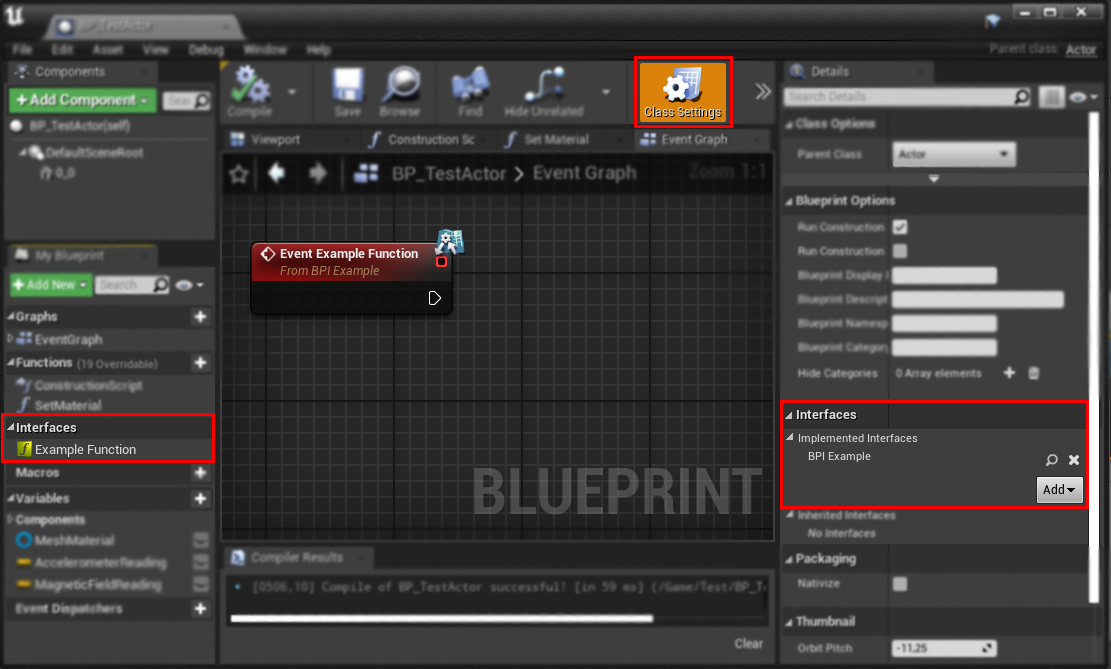 BP_TestActor
File Edit Asset View Debug Window Help
Parent class: Actor
Components
+Add Component
Sear
BP_TestActor(self)
DefaultSceneRoot
0_0
Compile
Save
Browse
Find
Hide Unrelated
Class Settings
Viewport
Construction Sc
Set Material
Event Graph
BP_TestActor > Event Graph
Zoom 1:1
Event Example Function
From BPI Example
BLUEPRINT
My Blueprint
+Add New
Search
Graphs
EventGraph
Functions (19 Overridable)
ConstructionScript
SetMaterial
Interfaces
Example Function
Macros
Variables
Components
MeshMaterial
AccelerometerReading
MagneticFieldReading
Event Dispatchers
Compiler Results
[0506,10] Compile of BP_TestActor successful! [in 59 ms] (/Game/Test/BP_T
Clear
Details
Search Details
Class Options
Parent Class
Actor
Blueprint Options
Run Construction
Run Construction
Blueprint Display
Blueprint Descript
Blueprint Namesp
Blueprint Category
Hide Categories
0 Array elements
Interfaces
Implemented Interfaces
BPI Example
Add
Inherited Interfaces
No Interfaces
Packaging
Nativize
Thumbnail
Orbit Pitch
-11,25